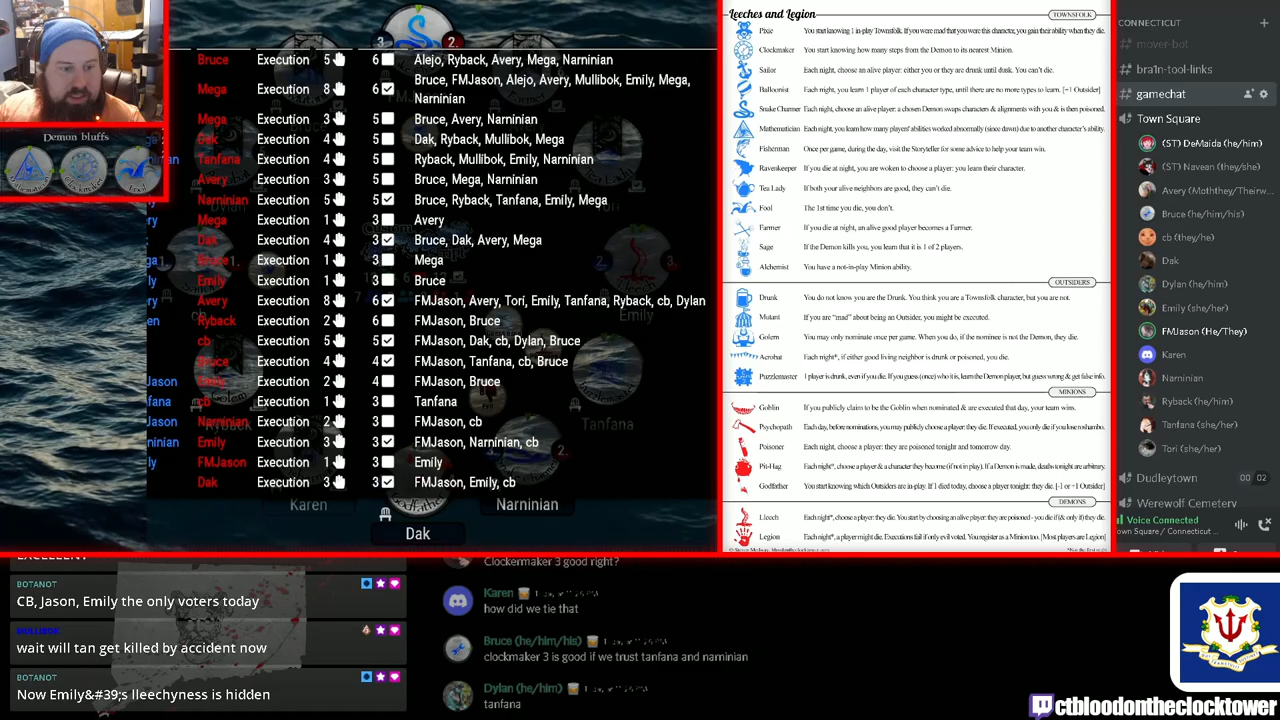 Demon bluffs
3 2.
Bruce Execution 5 6 Alejo, Ryback, Avery, Mega, Narninian
Mega Execution 8 6 Bruce, FMJason, Alejo, Avery, Mullibok, Emily, Mega,
Narninian
Mega Execution 3 5 Bruce, Avery, Narninian
Dak Execution 4 5 Dak, Ryback, Mullibok, Mega
Tanfana Execution 4 5 Ryback, Mullibok, Emily, Narninian
Avery Execution 3 5 Bruce, Mega, Narninian
Narninian Execution 5 5 Bruce, Ryback, Tanfana, Emily, Mega
Mega Execution 1 3 Avery
Dak Execution 4 3 Bruce, Dak, Avery, Mega
Bruce Execution 1 3 Mega
Emily Execution 1 3 Bruce
Avery Execution 8 6 FMJason, Avery, Tori, Emily, Tanfana, Ryback, cb, Dylan
Ryback Execution 2 6 FMJason, Bruce
cb Execution 5 5 FMJason, Dak, cb, Dylan, Bruce
Bruce Execution 4 4 FMJason, Tanfana, cb, Bruce
Execution 2 4 FMJason, Bruce
cb Execution 1 3 Tanfana
Narninian Execution 2 3 FMJason, cb
Emily Execution 3 3 FMJason, Narninian, cb
FMJason Execution 1 3 Emily
Dak Execution 3 3 FMJason, Emily, cb
Emily
Tanfana
Karen
Narninian
Dak
Leeches and Legion
TOWNSFOLK
Pixie You start knowing 1 in-play Townsfolk. If you were mad that you were this character, you gain their ability when they die.
Clockmaker You start knowing how many steps from the Demon to its nearest Minion.
Sailor Each night, choose an alive player: either you or they are drunk until dusk. You can't die.
Balloonist Each night, you learn 1 player of each character type, until there are no more types to learn. [+1 Outsider]
Snake Charmer Each night, choose an alive player: a chosen Demon swaps characters & alignments with you & is then poisoned.
Mathematician Each night, you learn how many players' abilities worked abnormally (since dawn) due to another character's ability.
Fisherman Once per game, during the day, visit the Storyteller for some advice to help your team win.
Ravenkeeper If you die at night, you are woken to choose a player: you learn their character.
Tea Lady If both your alive neighbors are good, they can't die.
Fool The 1st time you die, you don't.
Farmer If you die at night, an alive good player becomes a Farmer.
Sage If the Demon kills you, you learn that it is 1 of 2 players.
Alchemist You have a not-in-play Minion ability.
OUTSIDERS
Drunk You do not know you are the Drunk. You think you are a Townsfolk character, but you are not.
Mutant If you are “mad” about being an Outsider, you might be executed.
Golem You may only nominate once per game. When you do, if the nominee is not the Demon, they die.
Acrobat Each night*, if either good living neighbor is drunk or poisoned, you die.
Puzzlemaster 1 player is drunk, even if you die. If you guess (once) who it is, learn the Demon player, but guess wrong & get false info.
MINIONS
Goblin If you publicly claim to be the Goblin when nominated & are executed that day, your team wins.
Psychopath Each day, before nominations, you may publicly choose a player: they die. If executed, you only die if you lose roshambo.
Poisoner Each night, choose a player: they are poisoned tonight and tomorrow day.
Pit-Hag Each night*, choose a player & a character they become (if not in play). If a Demon is made, deaths tonight are arbitrary.
Godfather You start knowing which Outsiders are in-play. If 1 died today, choose a player tonight: they die. [-1 or +1 Outsider]
DEMONS
Lleech Each night*, choose a player: they die. You start by choosing an alive player: they are poisoned - you die if (& only if) they die.
Legion Each night*, a player might die. Executions fail if only evil voted. You register as a Minion too. [Most players are Legion]
CONNECTICUT
# mover-bot
# bra1n-tool-links
# gamechat
Town Square
(ST) DeMaida (he/him)
(ST) Naveen (they/she)
Avery (Mothhey/Theirw...
Bruce (he/him/his)
cb (they/he)
Dak
Dylan (he/him)
Emily (she/her)
FMJason (He/They)
Karen
Narninian
Ryback (he/him)
Tanfana (she/her)
Tori (she/her)
Dudleytown 00 02
Werewolf Cemetery
Voice Connected
own Square / Connecticut ...
BOTANOT
CB, Jason, Emily the only voters today
MULLIBOK
wait will tan get killed by accident now
BOTANOT
Now Emily&#39;s lleechyness is hidden
Clockermaker 3 good right?
Karen
how did we tie that
Bruce (he/him/his)
clockmaker 3 is good if we trust tanfana and narninian
Dylan (he/him)
tanfana
ctbloodontheclocktower